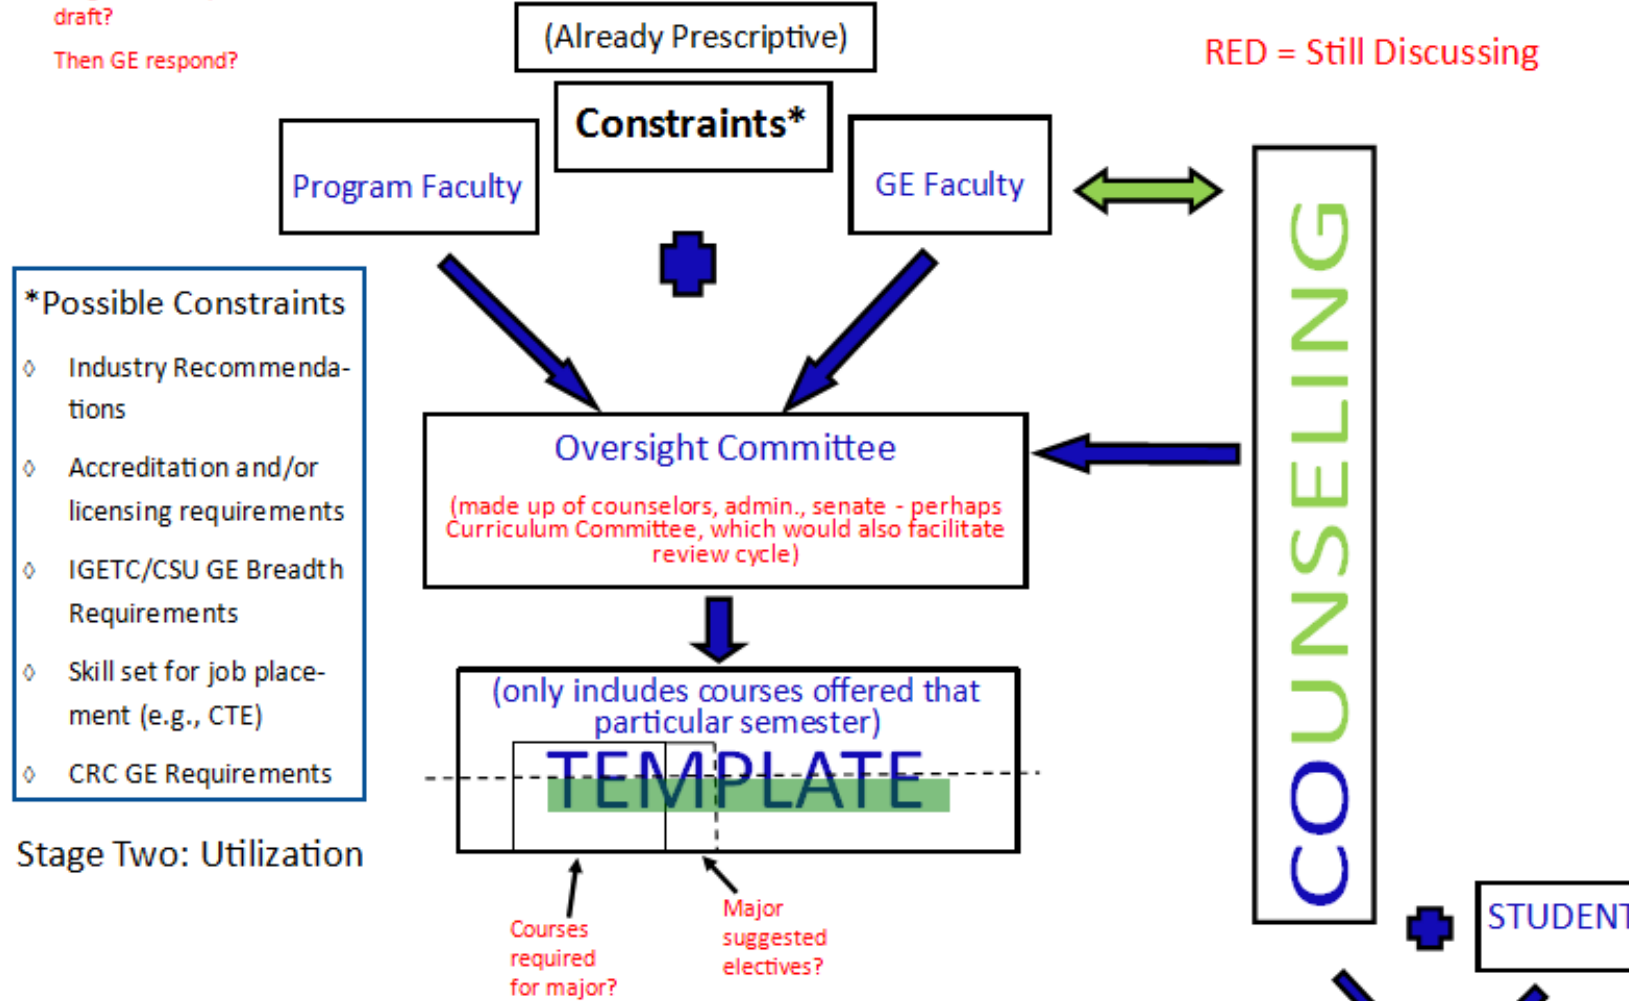 draft?
Then GE respond?
(Already Prescriptive)
RED = Still Discussing
Constraints*
Program Faculty
GE Faculty
*Possible Constraints
◊ Industry Recommenda-
tions
◊ Accreditation and/or
licensing requirements
◊ IGETC/CSU GE Breadth
Requirements
◊ Skill set for job place-
ment (e.g., CTE)
◊ CRC GE Requirements
Oversight Committee
(made up of counselors, admin., senate - perhaps
Curriculum Committee, which would also facilitate
review cycle)
(only includes courses offered that
particular semester)
TEMPLATE
COUNSELING
Stage Two: Utilization
Courses
required
for major?
Major
suggested
electives?
STUDENT